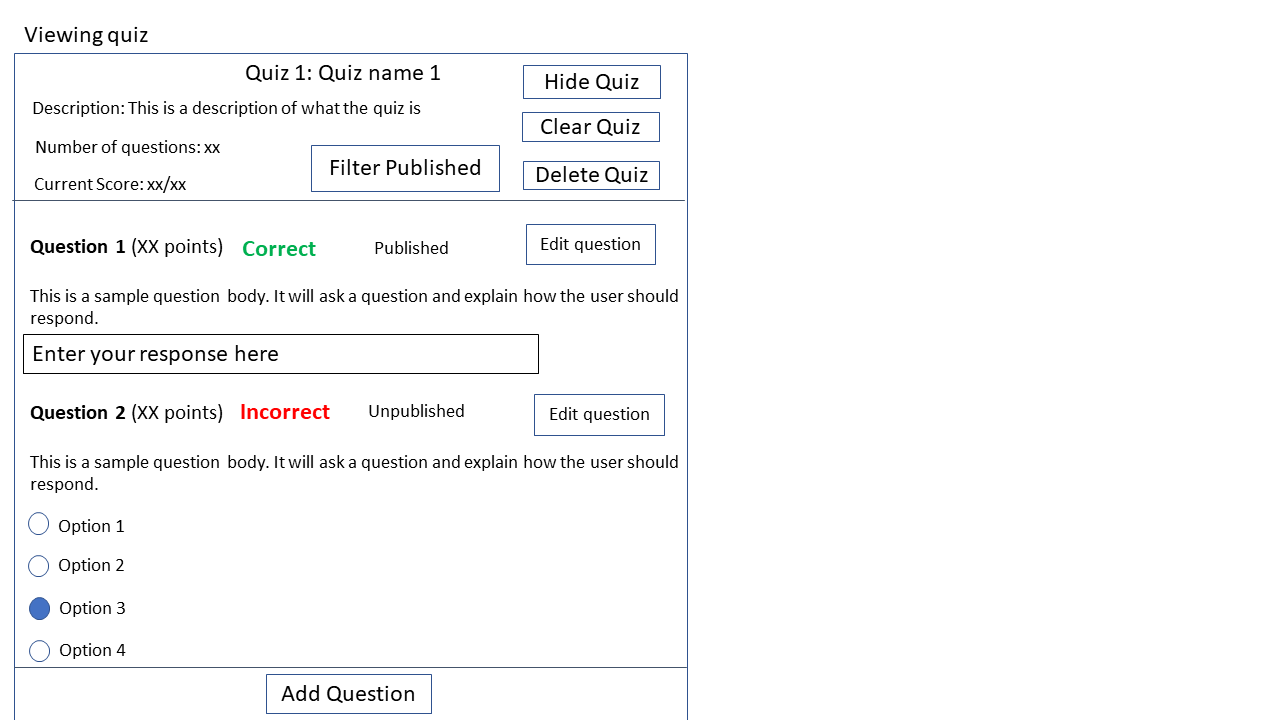 Viewing quiz
Quiz 1: Quiz name 1
Hide Quiz
Description: This is a description of what the quiz is
Clear Quiz
Number of questions: xx
Filter Published
Delete Quiz
Current Score: xx/xx
Question 1 (XX points) Correct Published Edit question
This is a sample question body. It will ask a question and explain how the user should
respond.
Enter your response here
Question 2 (XX points) Incorrect Unpublished Edit question
This is a sample question body. It will ask a question and explain how the user should
respond.
Option 1
Option 2
Option 3
Option 4
Add Question